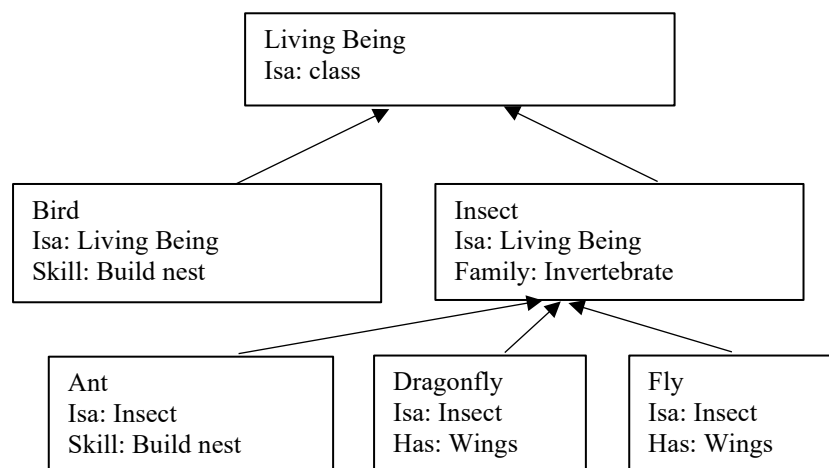 Living Being
Isa: class
Bird
Isa: Living Being
Skill: Build nest
Insect
Isa: Living Being
Family: Invertebrate
Ant
Isa: Insect
Skill: Build nest
Dragonfly
Isa: Insect
Has: Wings
Fly
Isa: Insect
Has: Wings